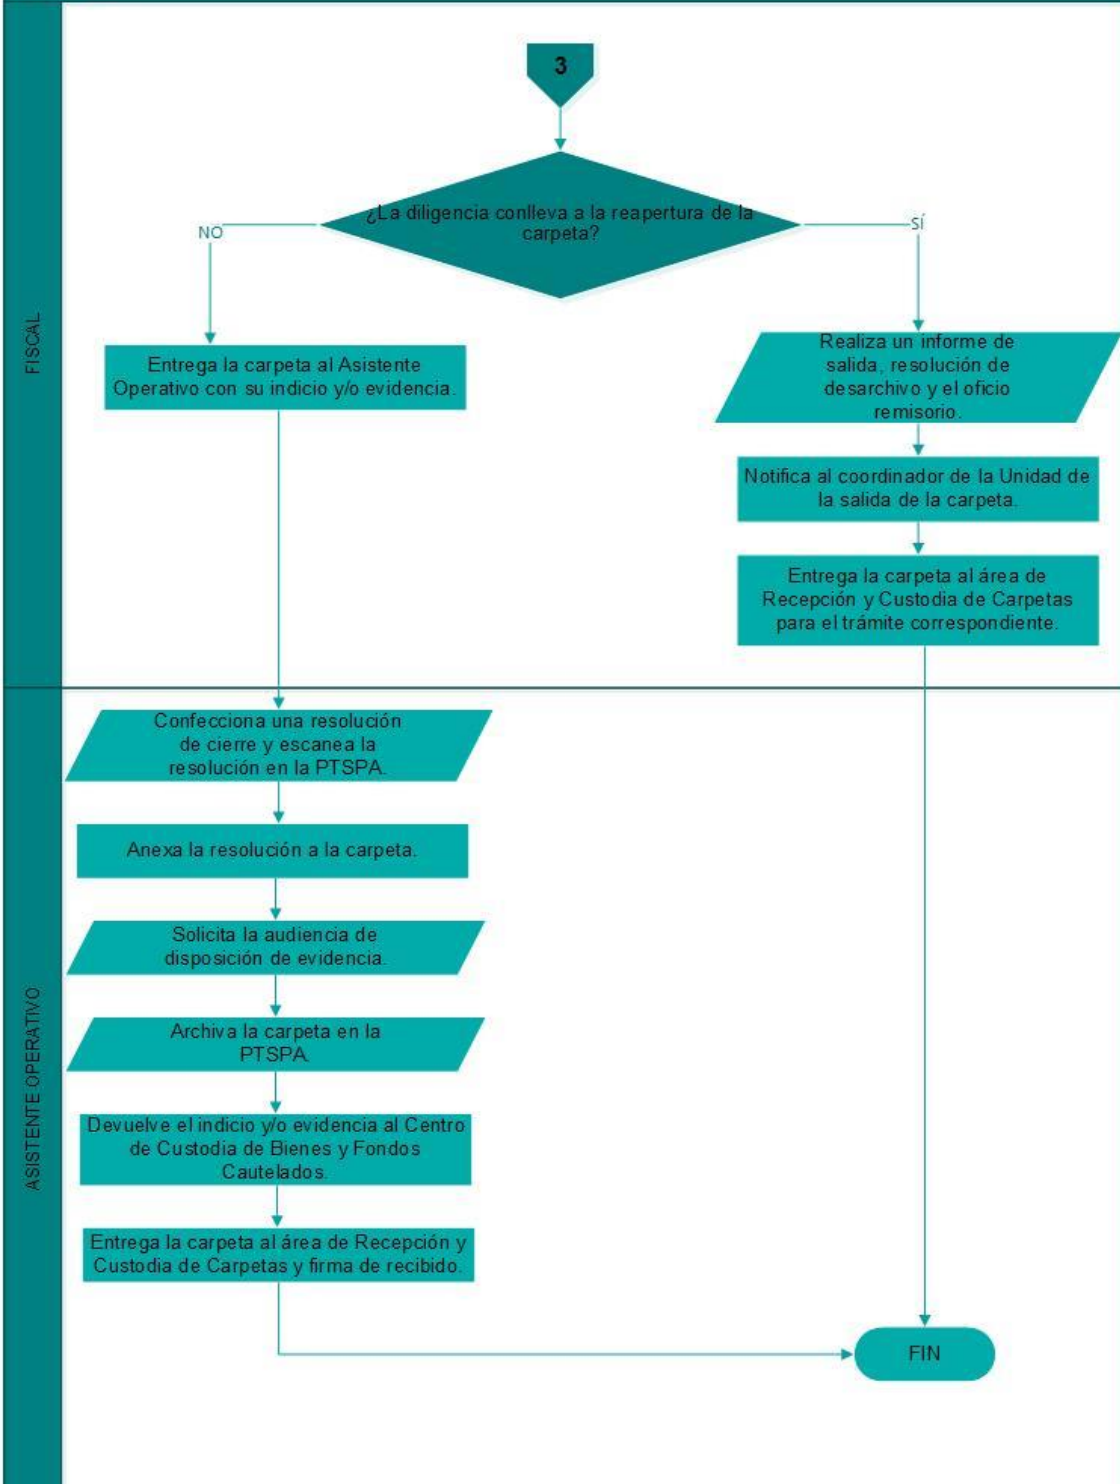 3
¿La diligencia conlleva a la reapertura de la
carpeta?
NO
SÍ
FISCAL
Entrega la carpeta al Asistente
Operativo con su indicio y/o evidencia.
Realiza un informe de
salida, resolución de
desarchivo y el oficio
remisorio.
Notifica al coordinador de la Unidad de
la salida de la carpeta.
Entrega la carpeta al área de
Recepción y Custodia de Carpetas
para el trámite correspondiente.
ASISTENTE OPERATIVO
Confecciona una resolución
de cierre y escanea la
resolución en la PTSPA.
Anexa la resolución a la carpeta.
Solicita la audiencia de
disposición de evidencia.
Archiva la carpeta en la
PTSPA.
Devuelve el indicio y/o evidencia al Centro
de Custodia de Bienes y Fondos
Cautelados.
Entrega la carpeta al área de Recepción y
Custodia de Carpetas y firma de recibido.
FIN